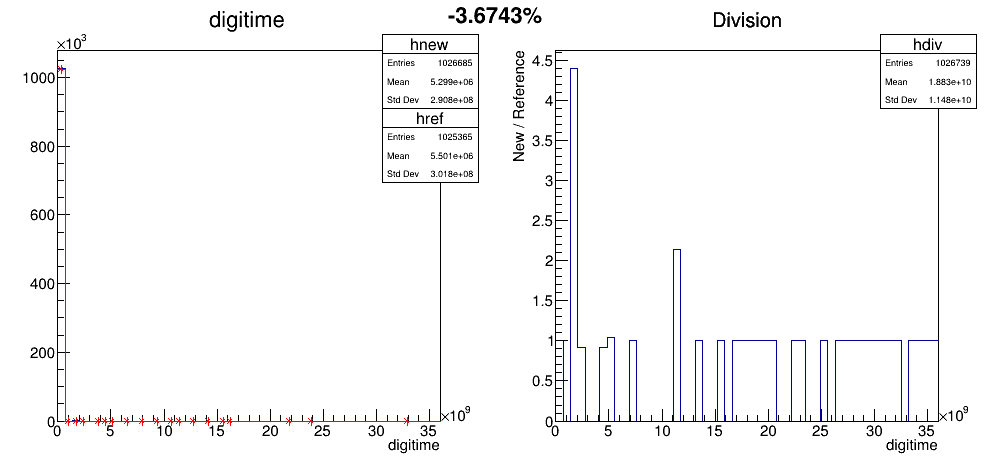 -3.6743%
digitime
×10³
hnew
Entries 1026685
Mean 5.299e+06
Std Dev 2.908e+08
href
Entries 1025365
Mean 5.501e+06
Std Dev 3.018e+08
1000
800
600
400
200
0
0 5 10 15 20 25 30 35 ×10⁹
digitime
Division
hdiv
Entries 1026739
Mean 1.883e+10
Std Dev 1.148e+10
New / Reference
4.5
4
3.5
3
2.5
2
1.5
1
0.5
0
0 5 10 15 20 25 30 35 ×10⁹
digitime